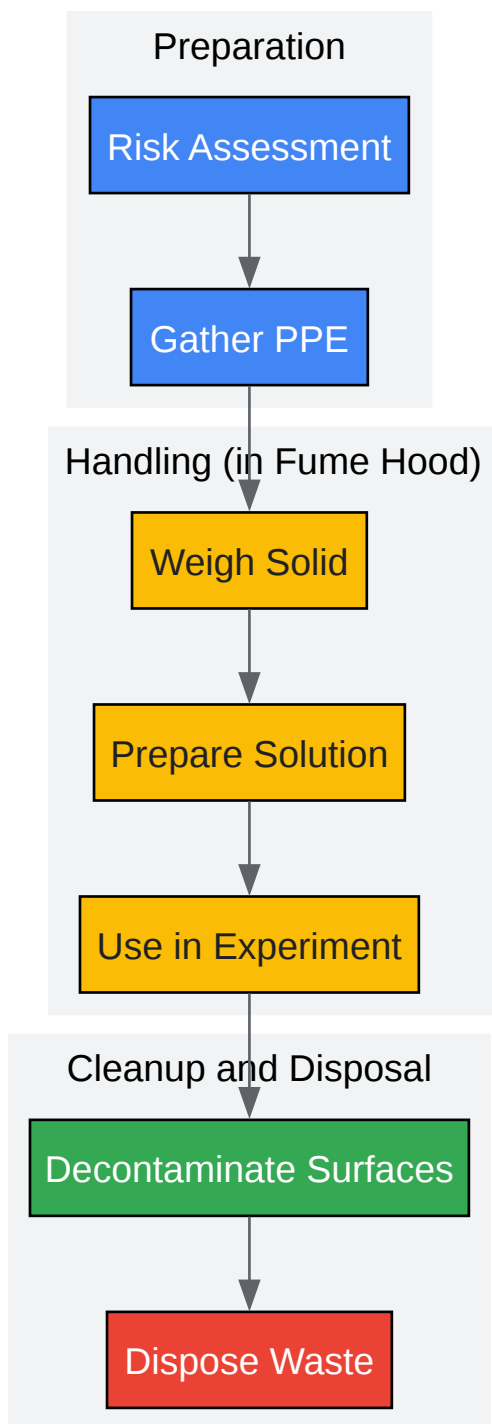 Preparation
Risk Assessment
Gather PPE
Handling (in Fume Hood)
Weigh Solid
Prepare Solution
Use in Experiment
Cleanup and Disposal
Decontaminate Surfaces
Dispose Waste